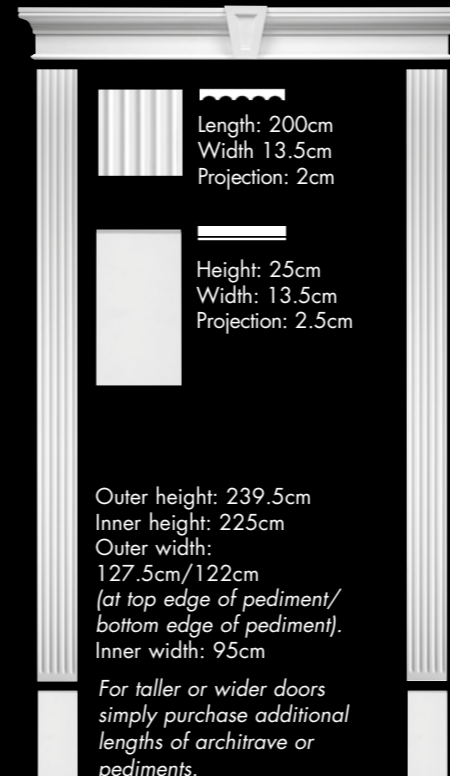 Length: 200cm
Width 13.5cm
Projection: 2cm
Height: 25cm
Width: 13.5cm
Projection: 2.5cm
Outer height: 239.5cm
Inner height: 225cm
Outer width:
127.5cm/122cm
(at top edge of pediment/
bottom edge of pediment).
Inner width: 95cm
For taller or wider doors
simply purchase additional
lengths of architrave or
pediments.